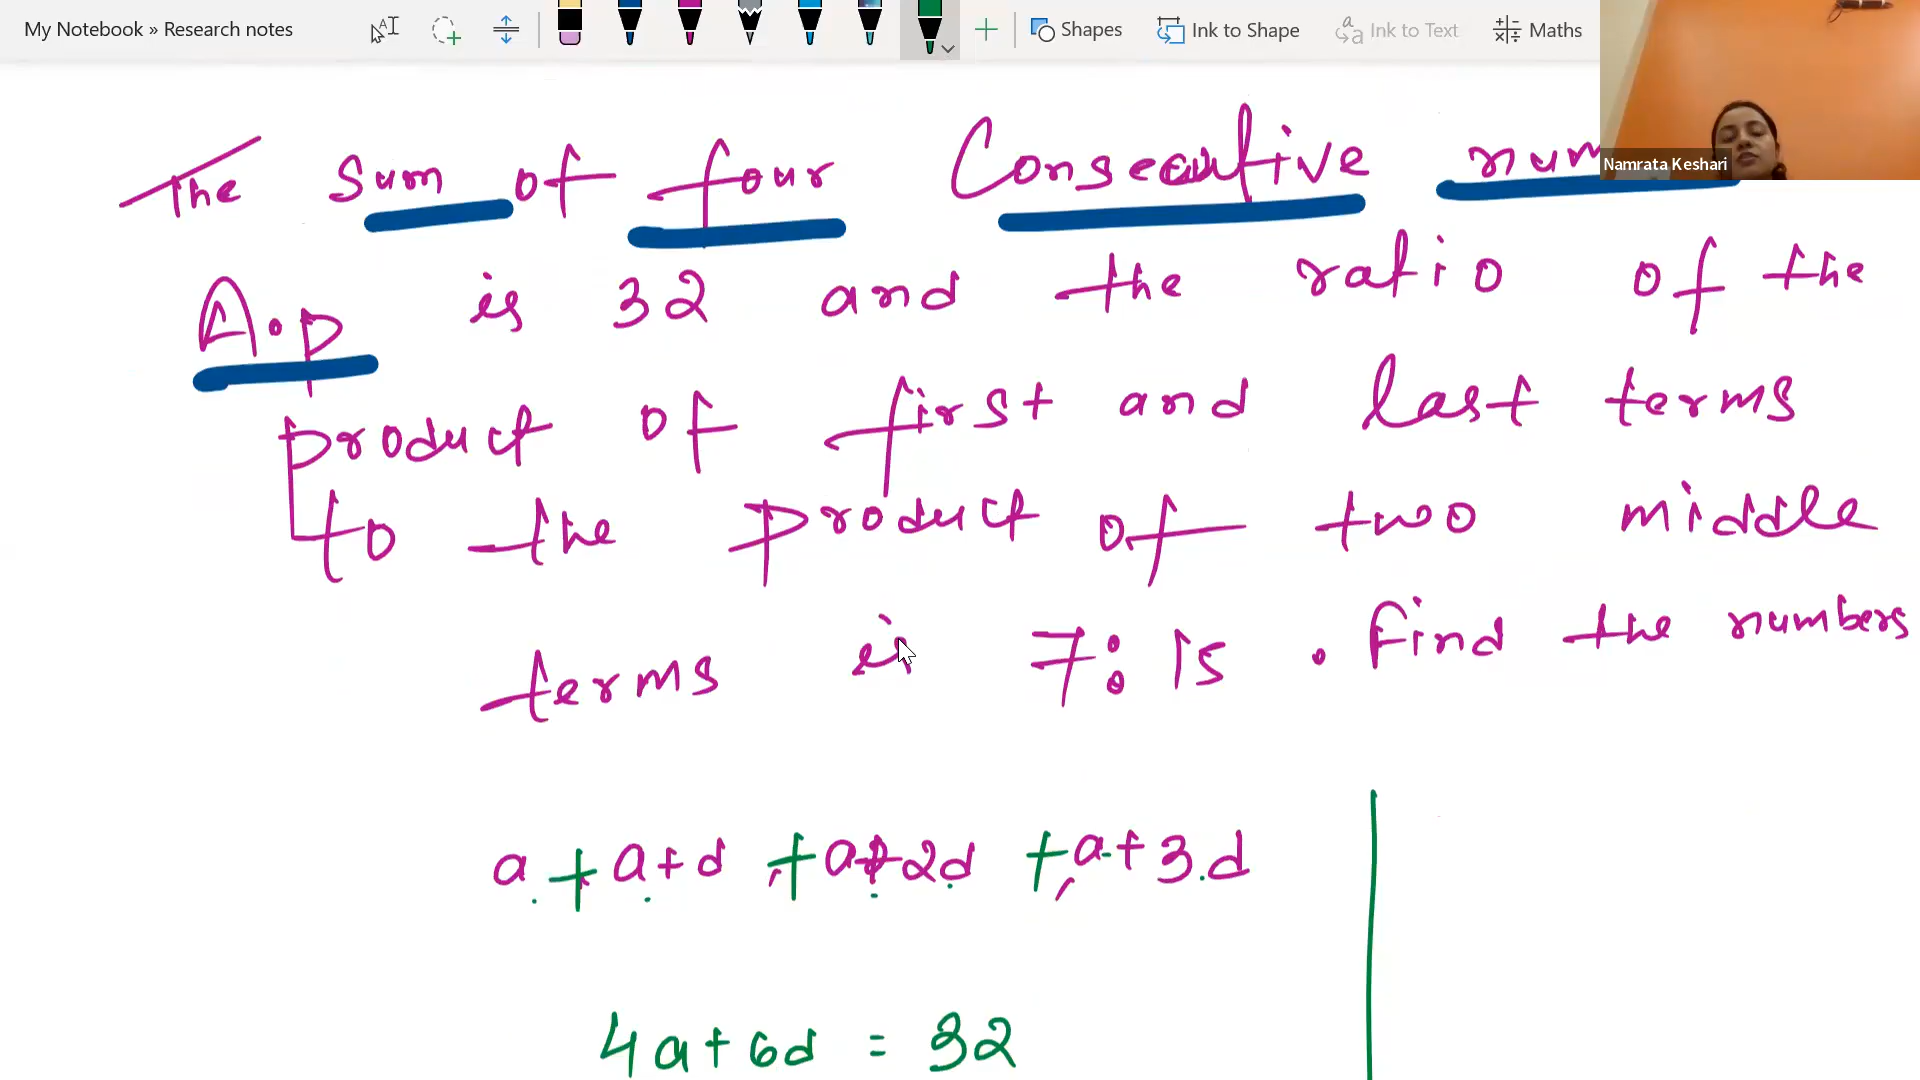 My Notebook » Research notes
Shapes
Ink to Shape
Ink to Text
Maths
Namrata Keshari
The Sum of four Consecutive
A.p is 32 and the ratio of the
product of first and last terms
to the product of two middle
terms is 7:15 . Find the numbers
a + a+d + a+2d + a+3d
4a+6d = 32